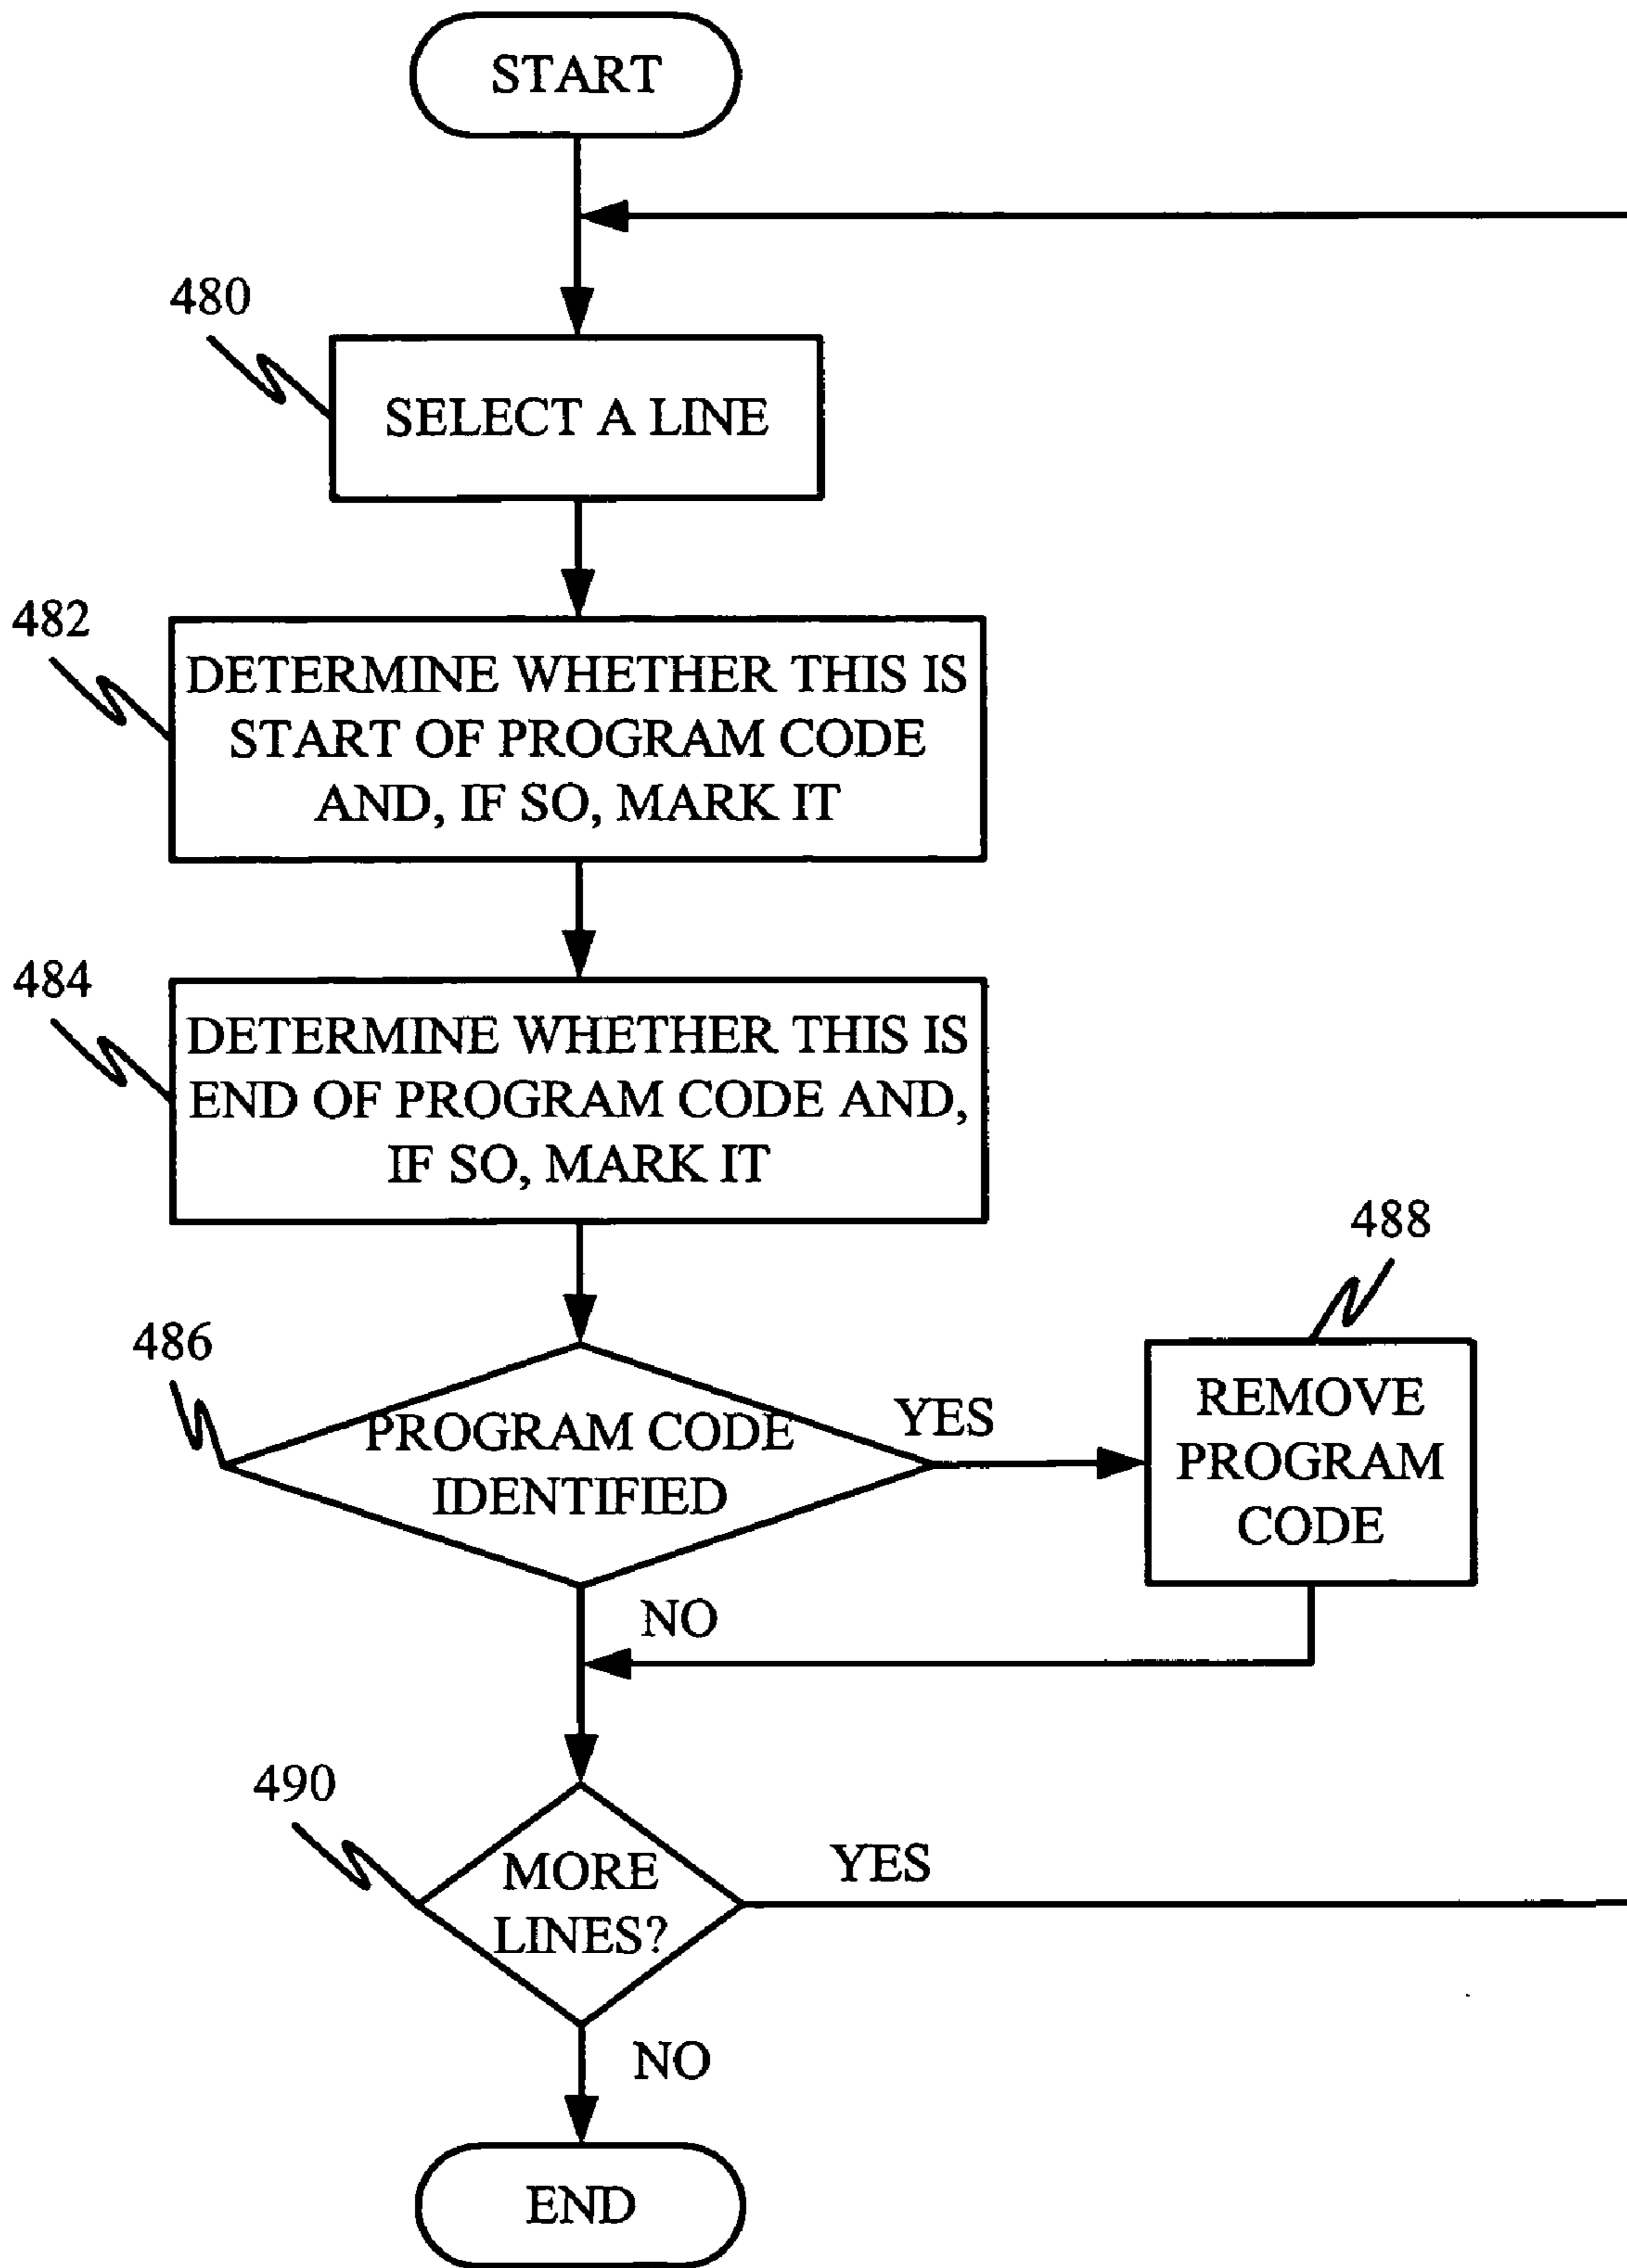 START
480
SELECT A LINE
482
DETERMINE WHETHER THIS IS
START OF PROGRAM CODE
AND, IF SO, MARK IT
484
DETERMINE WHETHER THIS IS
END OF PROGRAM CODE AND,
IF SO, MARK IT
486
PROGRAM CODE
IDENTIFIED
YES
488
REMOVE
PROGRAM
CODE
NO
490
MORE
LINES?
YES
NO
END